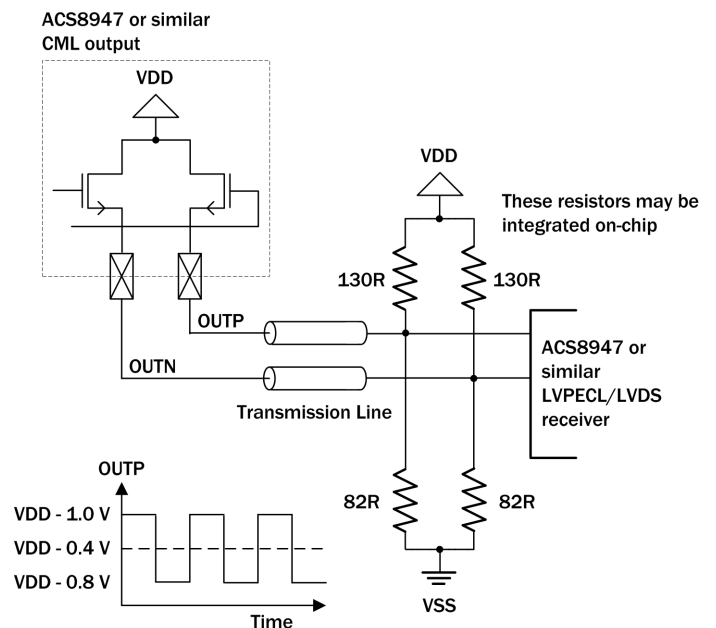 ACS8947 or similar
CML output
VDD
VDD
These resistors may be
integrated on-chip
130R
130R
OUTP
OUTN
Transmission Line
ACS8947 or
similar
LVPECL/LVDS
receiver
82R
82R
VSS
OUTP
VDD - 1.0 V
VDD - 0.4 V
VDD - 0.8 V
Time